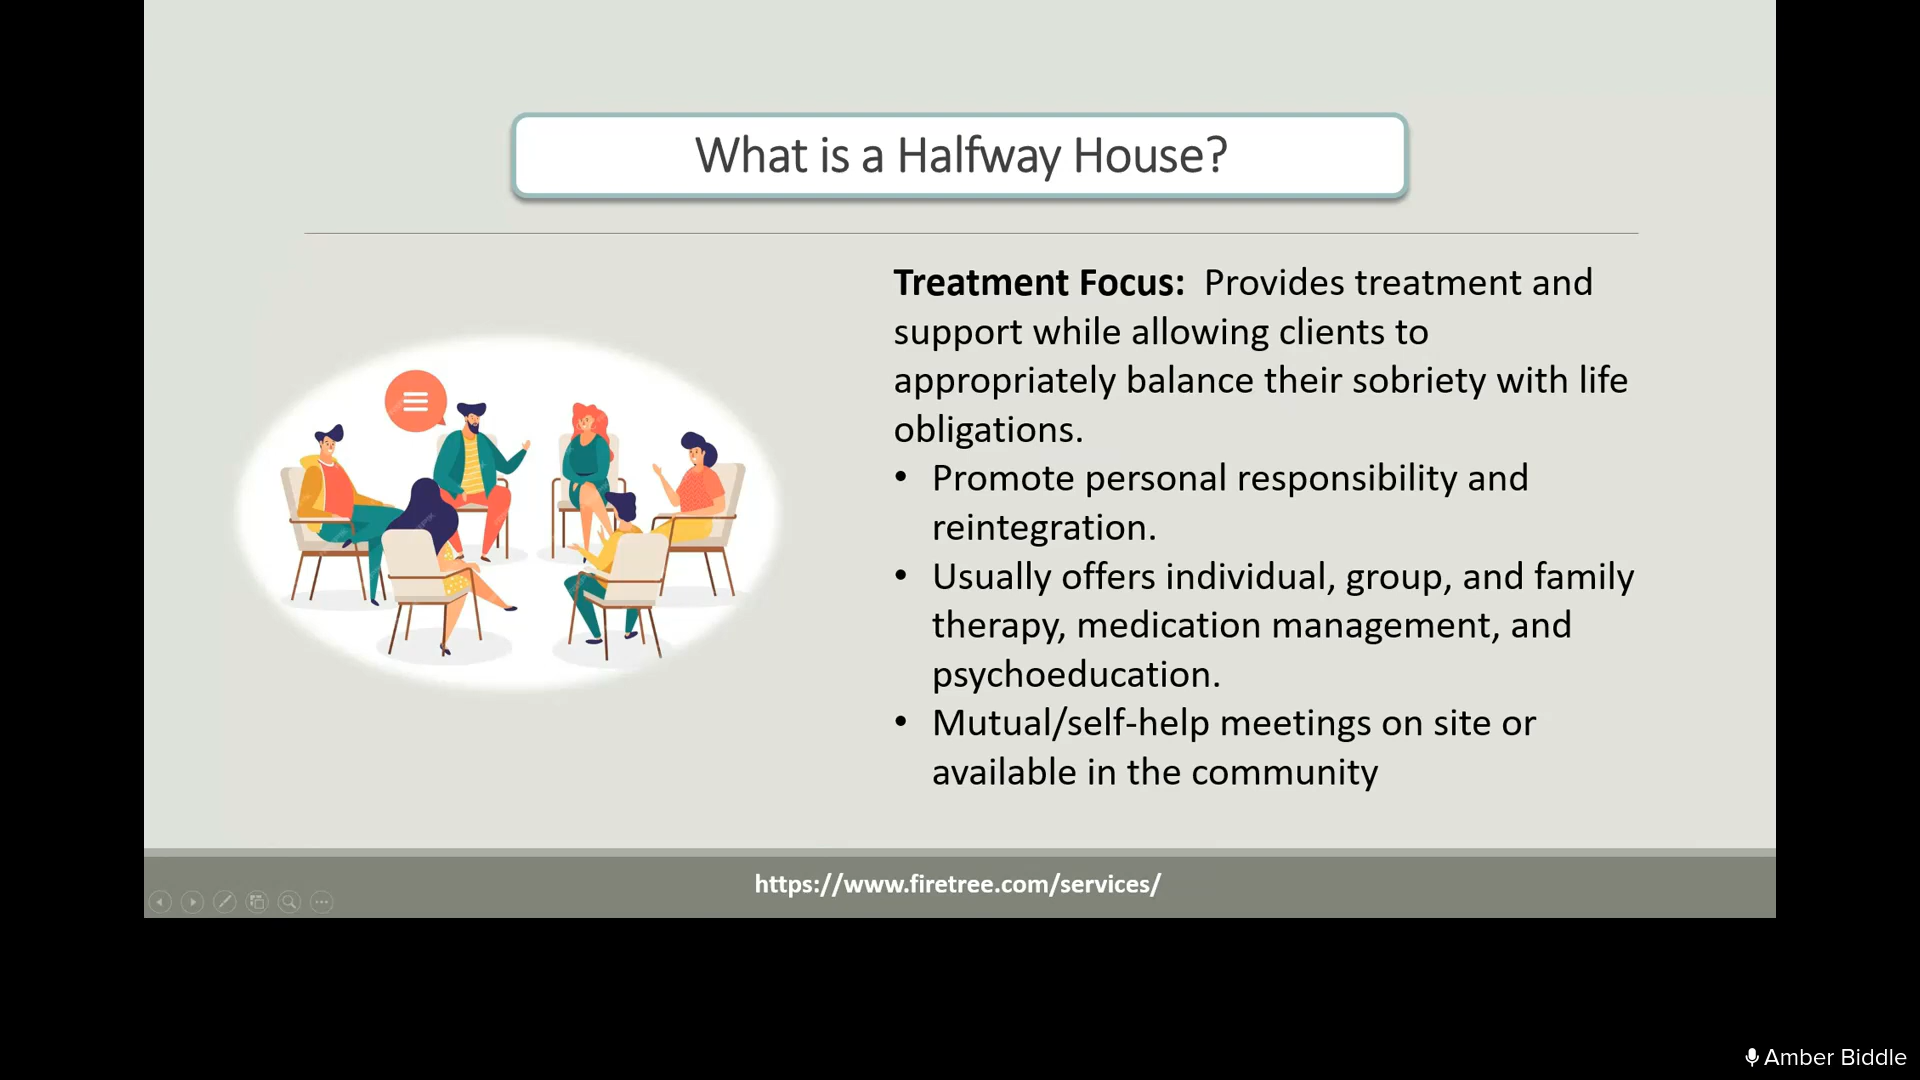 What is a Halfway House?
Treatment Focus:  Provides treatment and
support while allowing clients to
appropriately balance their sobriety with life
obligations.
• Promote personal responsibility and
reintegration.
• Usually offers individual, group, and family
therapy, medication management, and
psychoeducation.
• Mutual/self-help meetings on site or
available in the community
https://www.firetree.com/services/
Amber Biddle